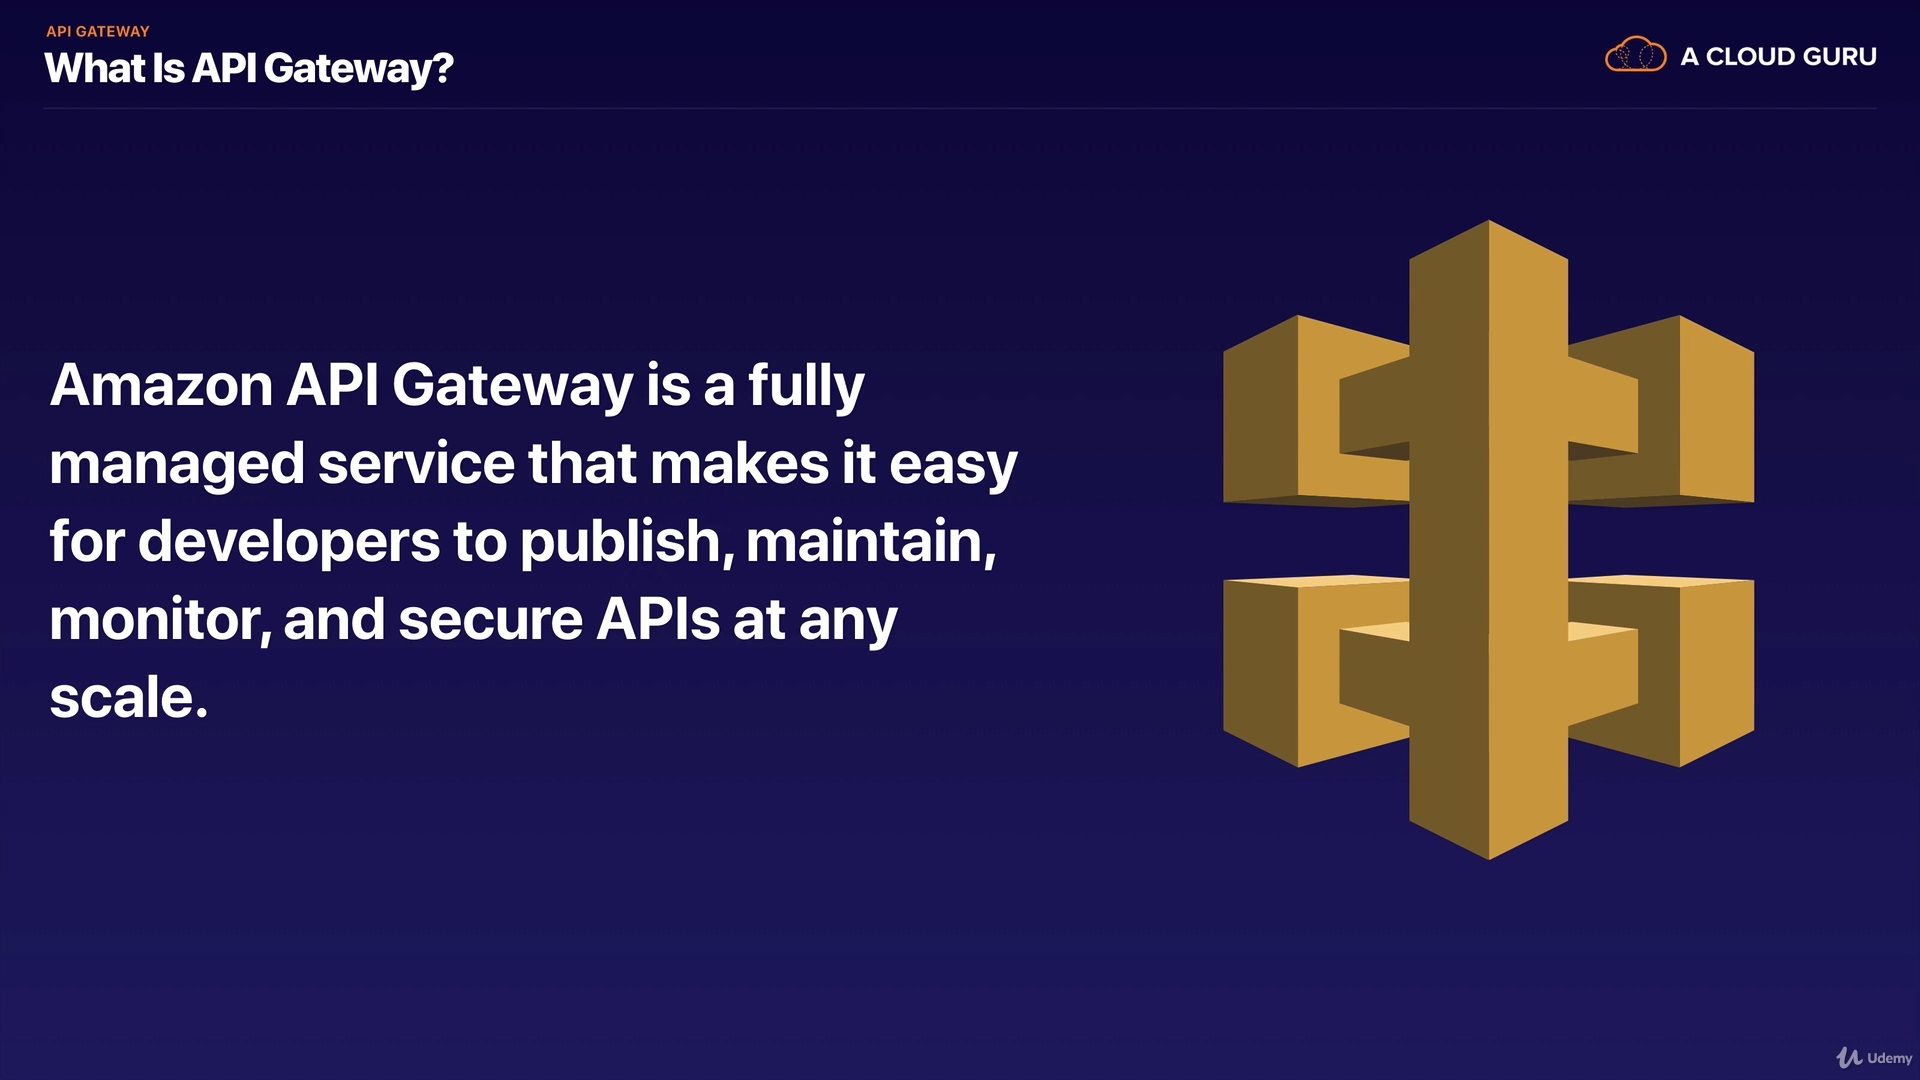 API GATEWAY
What Is API Gateway?
A CLOUD GURU
Amazon API Gateway is a fully
managed service that makes it easy
for developers to publish, maintain,
monitor, and secure APIs at any
scale.
Udemy